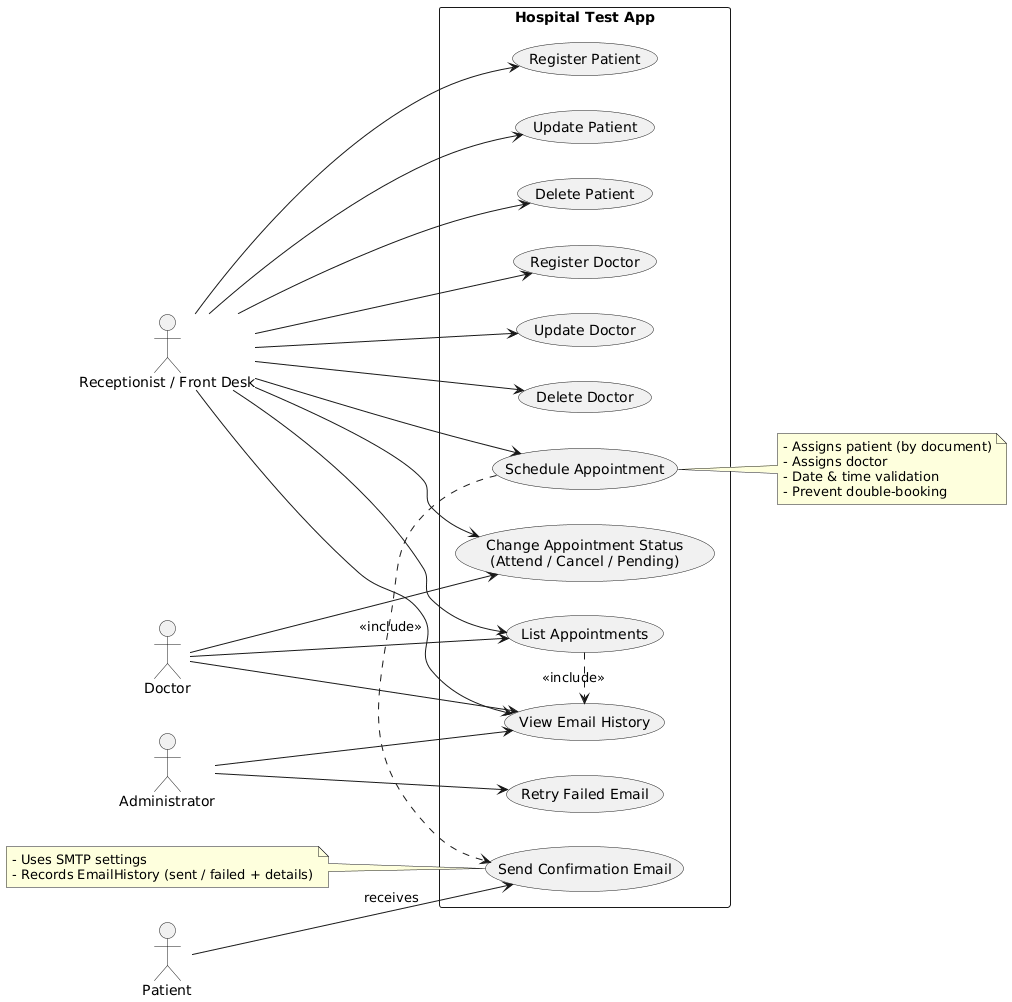 Hospital Test App
Register Patient
Update Patient
Delete Patient
Register Doctor
Update Doctor
Receptionist / Front Desk
Delete Doctor
Schedule Appointment
- Assigns patient (by document)
- Assigns doctor
- Date & time validation
- Prevent double-booking
Change Appointment Status
(Attend / Cancel / Pending)
«include»
List Appointments
Doctor
«include»
View Email History
Administrator
Retry Failed Email
- Uses SMTP settings
- Records EmailHistory (sent / failed + details)
Send Confirmation Email
receives
Patient